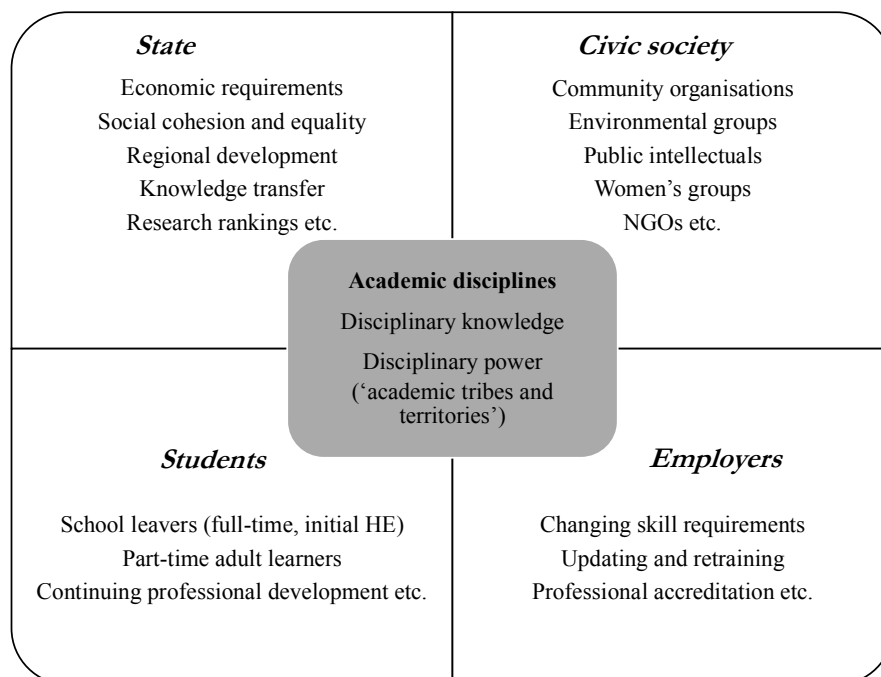 State
Economic requirements
Social cohesion and equality
Regional development
Knowledge transfer
Research rankings etc.
Civic society
Community organisations
Environmental groups
Public intellectuals
Women’s groups
NGOs etc.
Academic disciplines
Disciplinary knowledge
Disciplinary power
(‘academic tribes and
territories’)
Students
School leavers (full-time, initial HE)
Part-time adult learners
Continuing professional development etc.
Employers
Changing skill requirements
Updating and retraining
Professional accreditation etc.